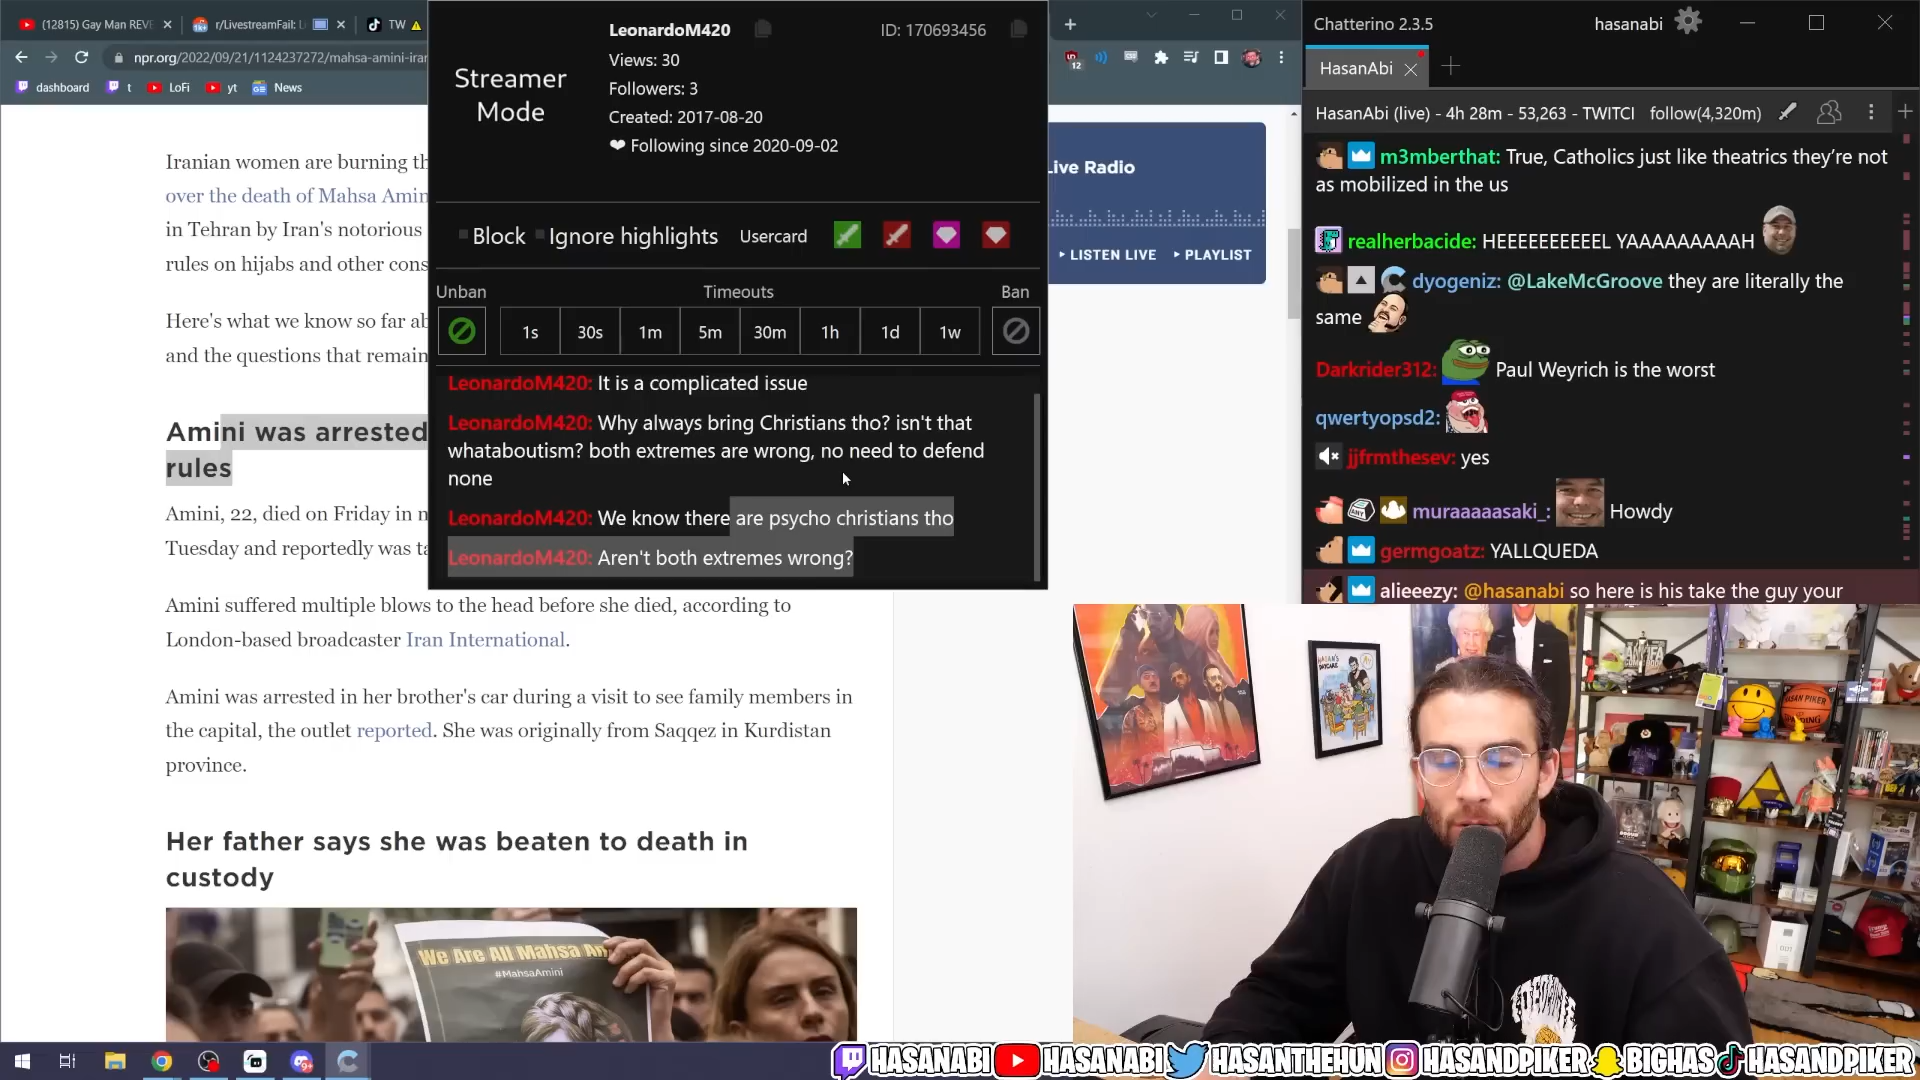 (12815) Gay Man REVE
r/LivestreamFail:
TW
npr.org/2022/09/21/1124237272/mahsa-amini-iran
dashboard
t
LoFi
yt
News
12
LeonardoM420
ID: 170693456
Views: 30
Followers: 3
Created: 2017-08-20
Following since 2020-09-02
Streamer
Mode
Block
Ignore highlights
Usercard
Unban
Timeouts
Ban
1s
30s
1m
5m
30m
1h
1d
1w
LeonardoM420: It is a complicated issue
LeonardoM420: Why always bring Christians tho? isn't that
whataboutism? both extremes are wrong, no need to defend
none
LeonardoM420: We know there are psycho christians tho
LeonardoM420: Aren't both extremes wrong?
Live Radio
LISTEN LIVE
PLAYLIST
Iranian women are burning th
over the death of Mahsa Amin
in Tehran by Iran's notorious
rules on hijabs and other cons
Here's what we know so far ab
and the questions that remain
Amini was arrested
rules
Amini, 22, died on Friday in n
Tuesday and reportedly was ta
Amini suffered multiple blows to the head before she died, according to
London-based broadcaster Iran International.
Amini was arrested in her brother's car during a visit to see family members in
the capital, the outlet reported. She was originally from Saqqez in Kurdistan
province.
Her father says she was beaten to death in
custody
We Are All Mahsa Am
#MahsaAmini
Chatterino 2.3.5
hasanabi
HasanAbi
HasanAbi (live) - 4h 28m - 53,263 - TWITCI
follow(4,320m)
m3mberthat: True, Catholics just like theatrics they're not
as mobilized in the us
realherbacide: HEEEEEEEEEEL YAAAAAAAAAH
dyogeniz: @LakeMcGroove they are literally the
same
Darkrider312: Paul Weyrich is the worst
qwertyopsd2:
jjfrmthesev: yes
muraaaaasaki_: Howdy
germgoatz: YALLQUEDA
alieeezy: @hasanabi so here is his take the guy your
HASAN PIKER
HASANABI
HASANABI
HASANTHEHUN
HASANDPIKER
BIGHAS
HASANDPIKER